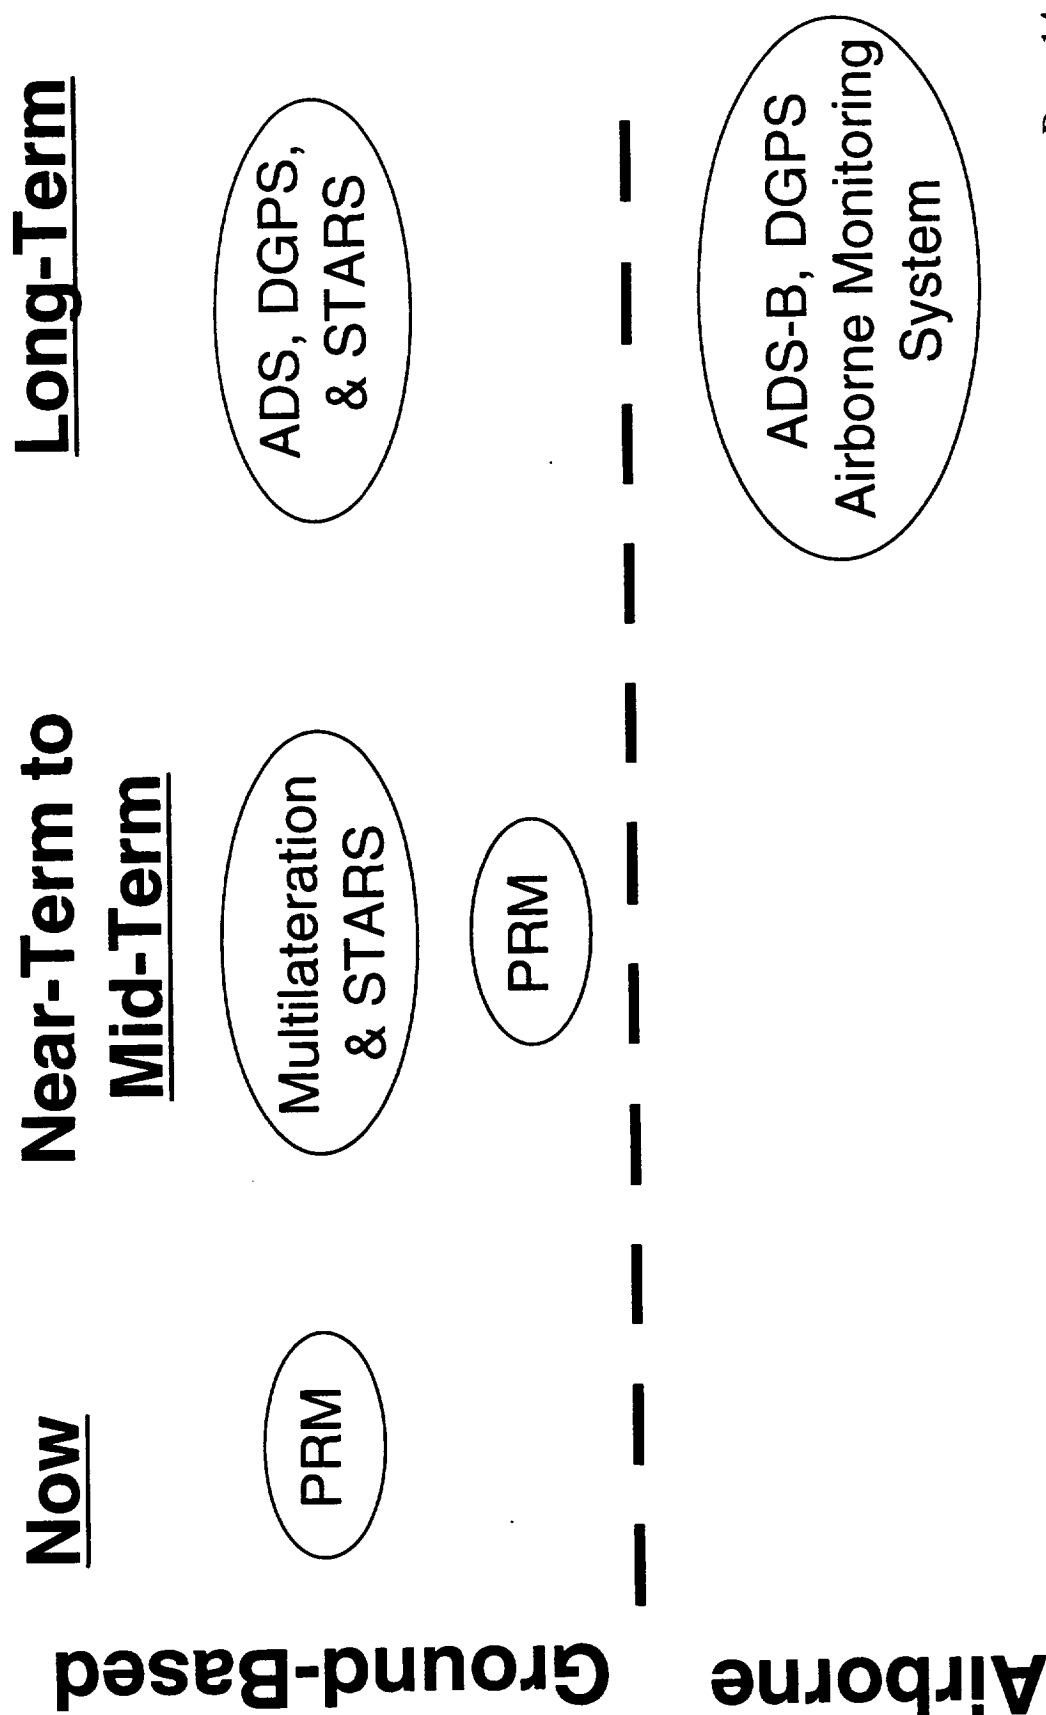 Now
Near-Term to
Mid-Term
Long-Term
Ground-Based
PRM
Multilateration
& STARS
PRM
ADS, DGPS,
& STARS
Airborne
ADS-B, DGPS
Airborne Monitoring
System